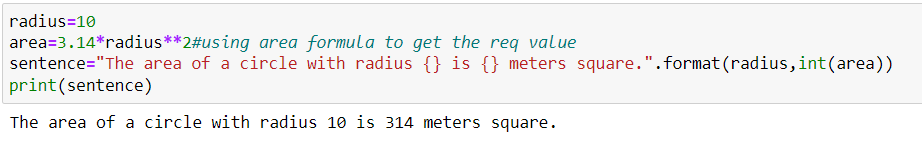 radius=10
area=3.14*radius**2#using area formula to get the req value
sentence="The area of a circle with radius {} is {} meters square.".format(radius,int(area))
print(sentence)
The area of a circle with radius 10 is 314 meters square.